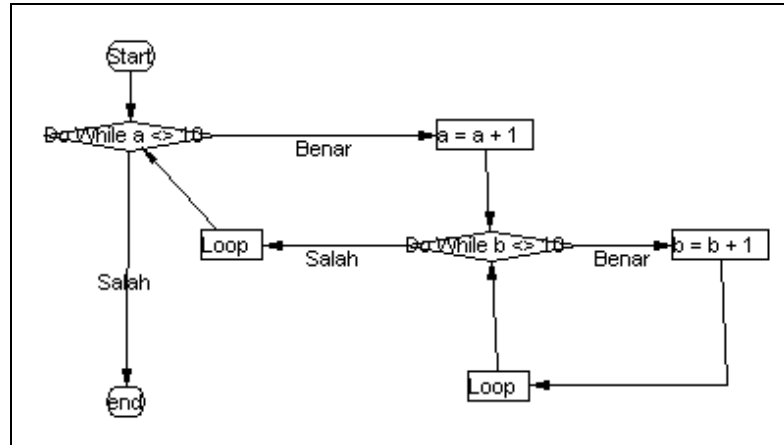 Start
Do While a <> 10
Benar
a = a + 1
Loop
Salah
Do While b <> 10
Benar
b = b + 1
Salah
Loop
end